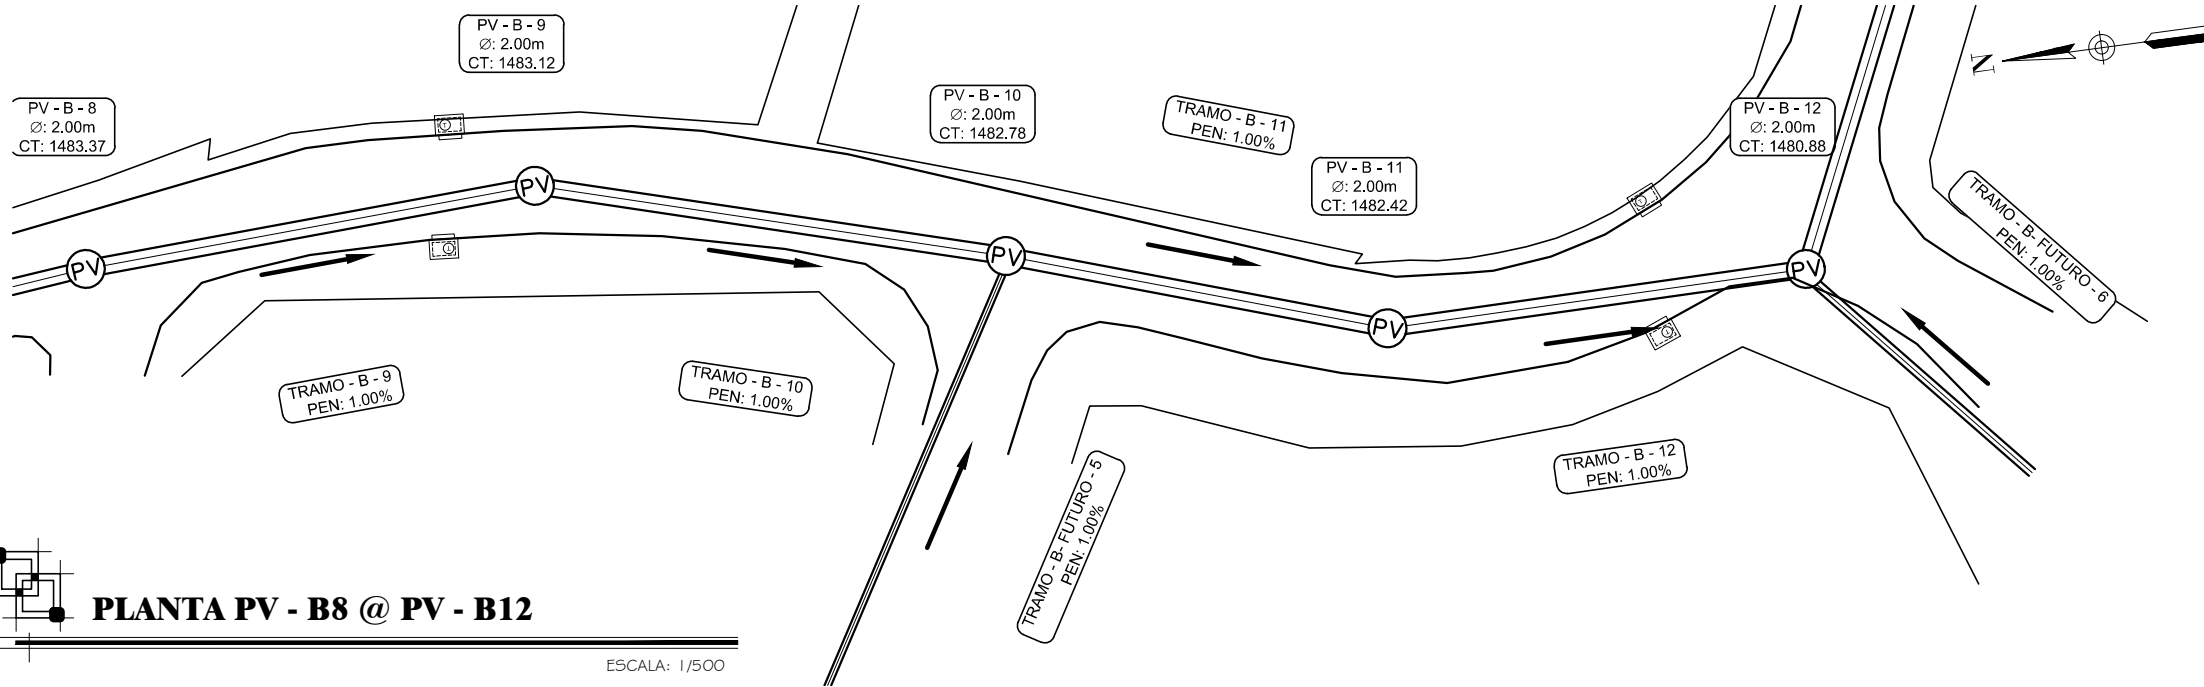 PV - B - 9
Ø: 2.00m
CT: 1483.12
PV - B - 8
Ø: 2.00m
CT: 1483.37
PV - B - 10
Ø: 2.00m
CT: 1482.78
TRAMO - B - 11
PEN: 1.00%
PV - B - 11
Ø: 2.00m
CT: 1482.42
PV - B - 12
Ø: 2.00m
CT: 1480.88
N
TRAMO - B- FUTURO - 6
PEN: 1.00%
PV
PV
PV
PV
PV
TRAMO - B - 9
PEN: 1.00%
TRAMO - B - 10
PEN: 1.00%
TRAMO - B- FUTURO - 5
PEN: 1.00%
TRAMO - B - 12
PEN: 1.00%
PLANTA PV - B8 @ PV - B12
ESCALA: 1/500